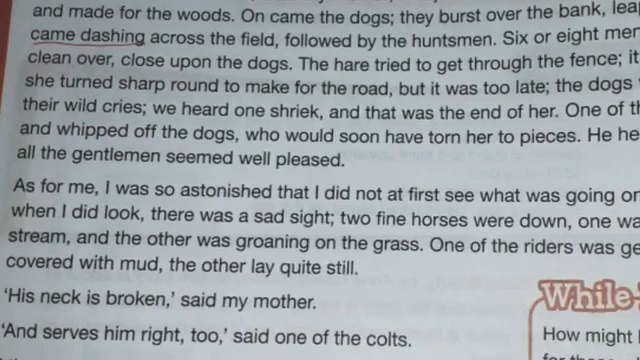 and made for the woods. On came the dogs; they burst over the bank,
came dashing across the field, followed by the huntsmen. Six or eight men
clean over, close upon the dogs. The hare tried to get through the fence; it
she turned sharp round to make for the road, but it was too late; the dogs
their wild cries; we heard one shriek, and that was the end of her. One of
and whipped off the dogs, who would soon have torn her to pieces. He
all the gentlemen seemed well pleased.
As for me, I was so astonished that I did not at first see what was going on
when I did look, there was a sad sight; two fine horses were down, one
stream, and the other was groaning on the grass. One of the riders was
covered with mud, the other lay quite still.
‘His neck is broken,’ said my mother.
While
‘And serves him right, too,’ said one of the colts.
How might